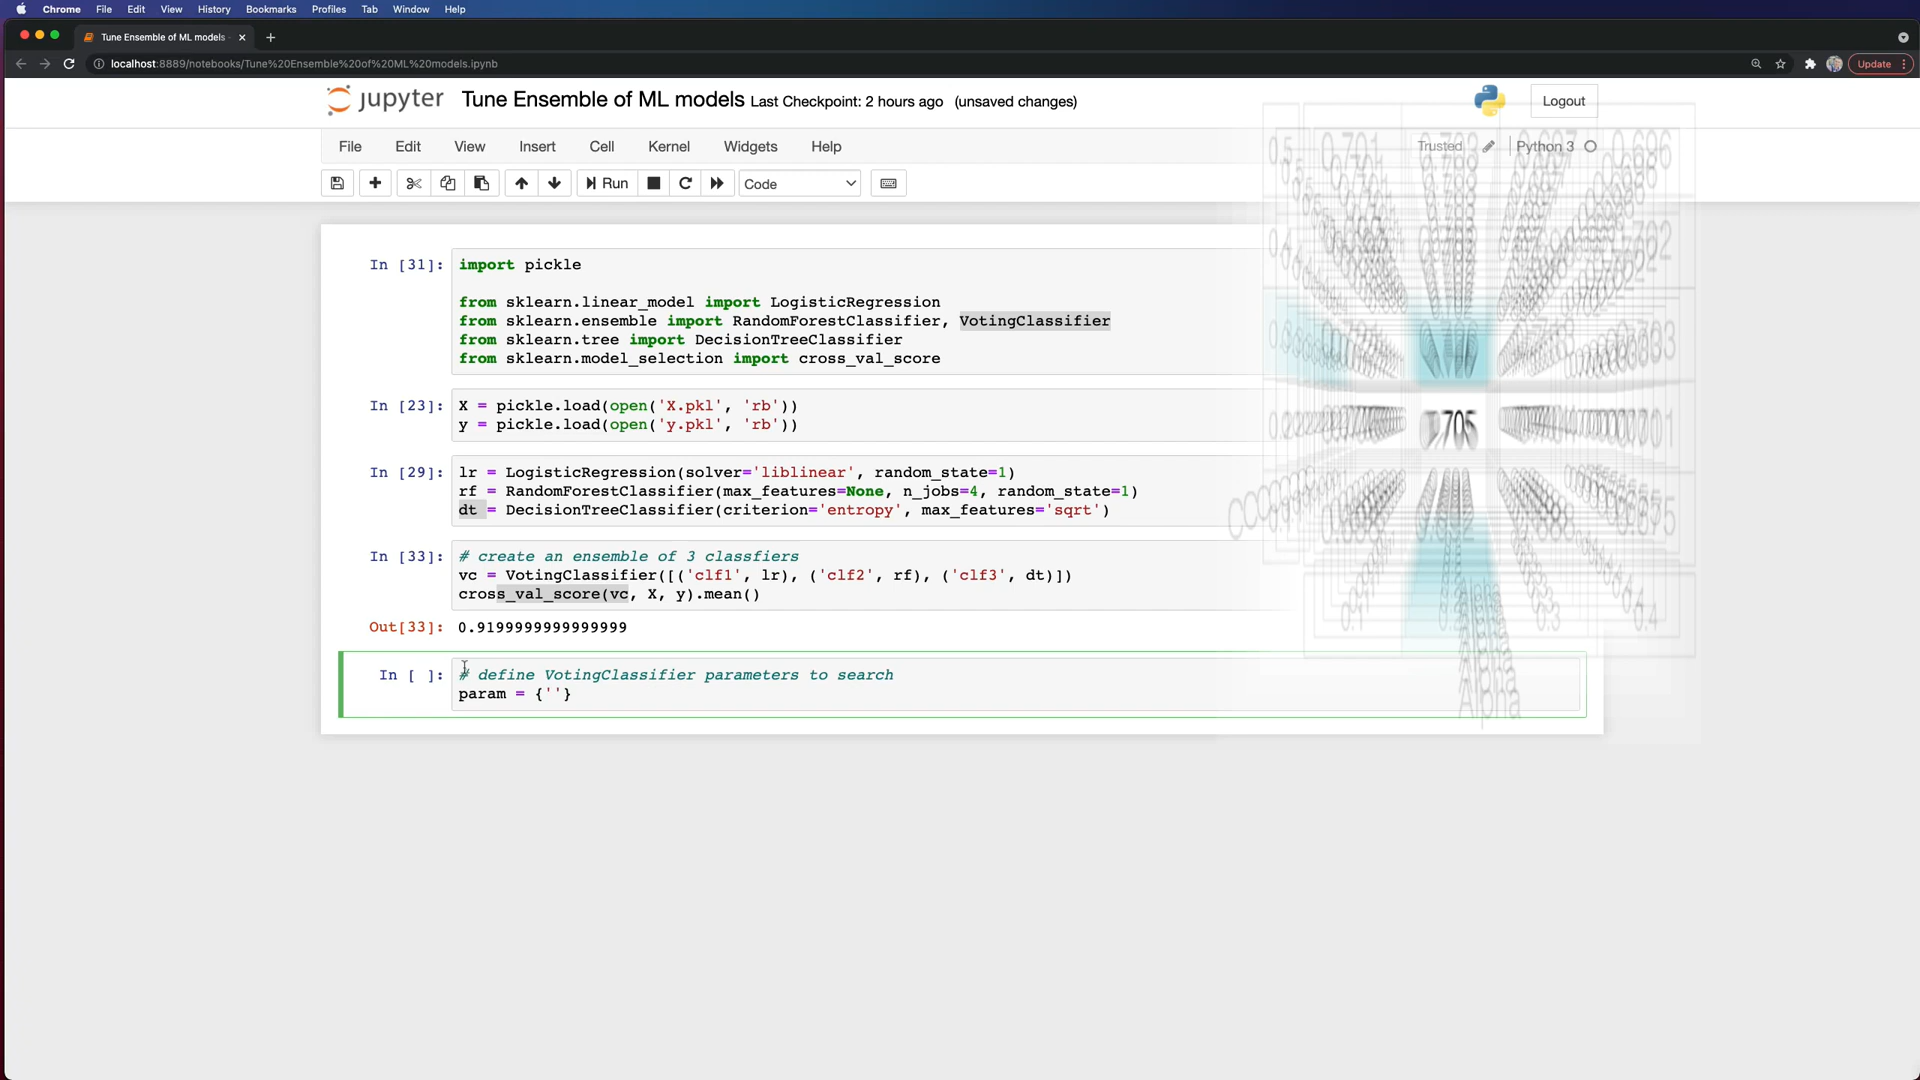 Chrome File Edit View History Bookmarks Profiles Tab Window Help
Tune Ensemble of ML models
localhost:8889/notebooks/Tune%20Ensemble%20of%20ML%20models.ipynb
Update
jupyter Tune Ensemble of ML models Last Checkpoint: 2 hours ago (unsaved changes)
Logout
File Edit View Insert Cell Kernel Widgets Help
Trusted Python 3
Run Code
In [31]: import pickle
from sklearn.linear_model import LogisticRegression
from sklearn.ensemble import RandomForestClassifier, VotingClassifier
from sklearn.tree import DecisionTreeClassifier
from sklearn.model_selection import cross_val_score
In [23]: X = pickle.load(open('X.pkl', 'rb'))
y = pickle.load(open('y.pkl', 'rb'))
In [29]: lr = LogisticRegression(solver='liblinear', random_state=1)
rf = RandomForestClassifier(max_features=None, n_jobs=4, random_state=1)
dt = DecisionTreeClassifier(criterion='entropy', max_features='sqrt')
In [33]: # create an ensemble of 3 classfiers
vc = VotingClassifier([('clf1', lr), ('clf2', rf), ('clf3', dt)])
cross_val_score(vc, X, y).mean()
Out[33]: 0.9199999999999999
In [ ]: # define VotingClassifier parameters to search
param = {''}
Alpha